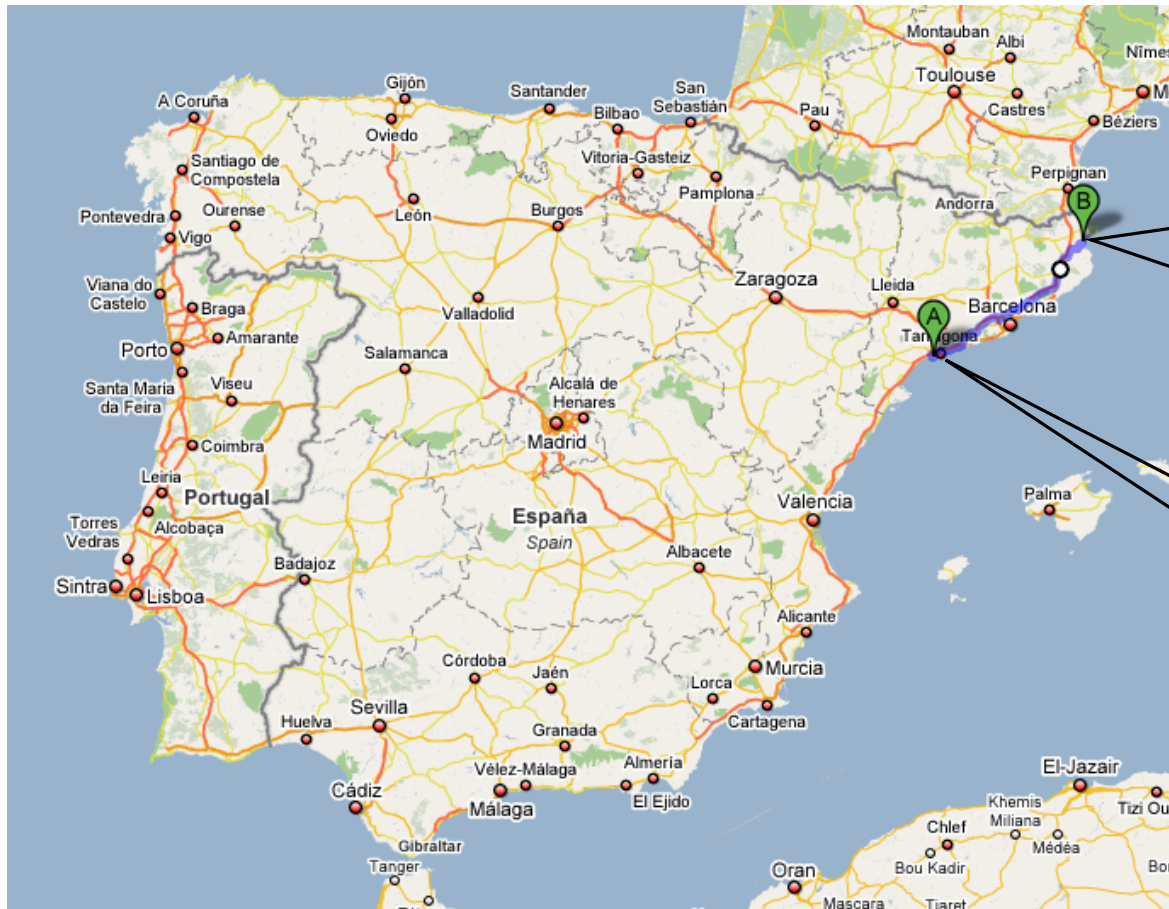 Montauban
Albi
Nîmes
Toulouse
Castres
Béziers
Pau
Perpignan
Andorra
Gijón
Santander
San
Sebastián
Bilbao
A Coruña
Oviedo
Vitoria-Gasteiz
Pamplona
Santiago de
Compostela
León
Burgos
Pontevedra
Ourense
Vigo
B
Viana do
Castelo
Braga
Amarante
Porto
Valladolid
Zaragoza
Lleida
Barcelona
A
Tarragona
Salamanca
Santa Maria
da Feira
Viseu
Alcalá de
Henares
Madrid
Coimbra
Leiria
Portugal
Alcobaça
Torres
Vedras
España
Spain
Valencia
Palma
Sintra
Lisboa
Badajoz
Albacete
Alicante
Murcia
Córdoba
Jaén
Lorca
Cartagena
Huelva
Sevilla
Granada
Vélez-Málaga
Almería
El Ejido
Cádiz
Málaga
Gibraltar
Tanger
El-Jazair
Khemis
Miliana
Tizi Ou
Chlef
Médéa
Bou Kadir
Oran
Mascara
Tiaret